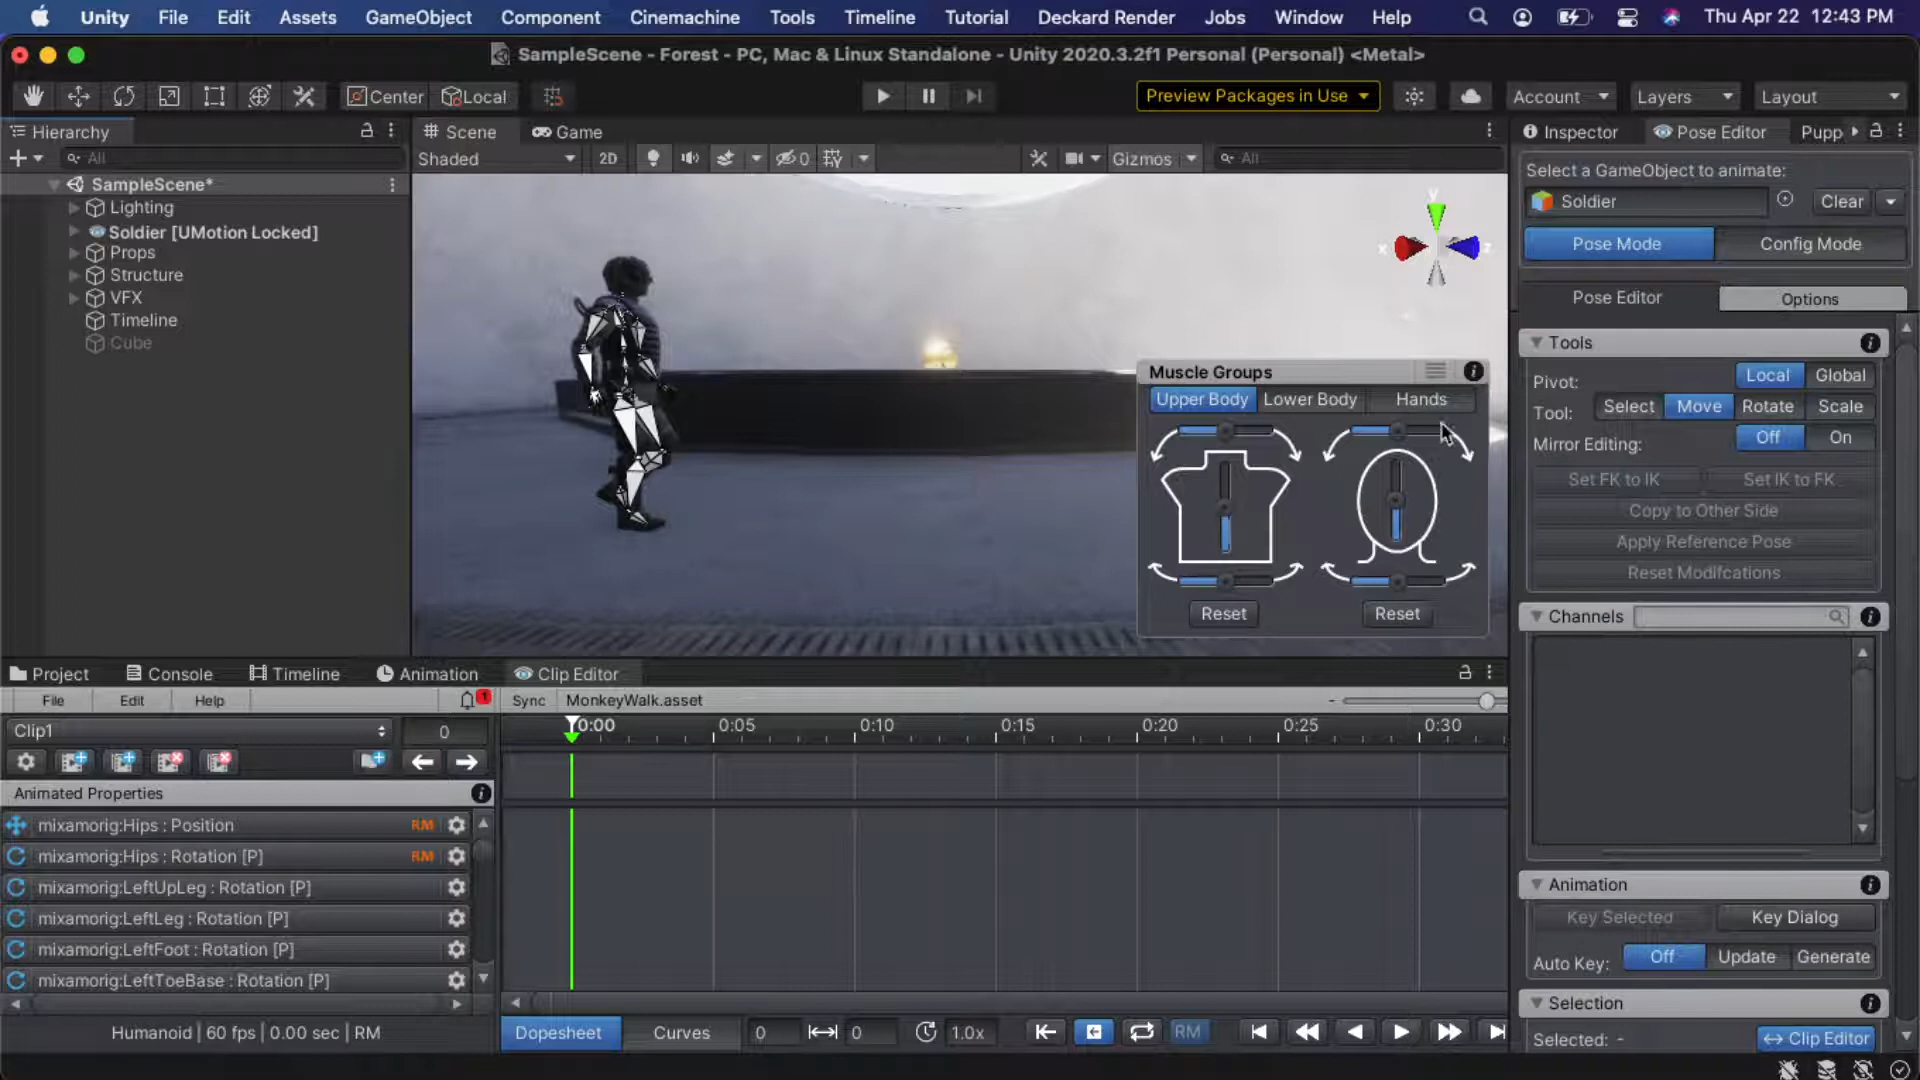 Unity File Edit Assets GameObject Component Cinemachine Tools Timeline Tutorial Deckard Render Jobs Window Help Thu Apr 22 12:43 PM
SampleScene - Forest - PC, Mac & Linux Standalone - Unity 2020.3.2f1 Personal (Personal) <Metal>
Center Local Preview Packages in Use Account Layers Layout
Hierarchy Scene Game Inspector Pose Editor Pupp
All Shaded 2D 0 Gizmos All
Select a GameObject to animate:
SampleScene*
Lighting
Soldier [UMotion Locked]
Props
Structure
VFX
Timeline
Cube
Y
x
z
Muscle Groups
Upper Body Lower Body Hands
Reset Reset
Soldier Clear
Pose Mode Config Mode
Pose Editor Options
Tools
Pivot: Local Global
Tool: Select Move Rotate Scale
Mirror Editing: Off On
Set FK to IK Set IK to FK
Copy to Other Side
Apply Reference Pose
Reset Modifcations
Channels
Animation
Key Selected Key Dialog
Auto Key: Off Update Generate
Selection
Selected: - Clip Editor
Project Console Timeline Animation Clip Editor
File Edit Help 1 Sync MonkeyWalk.asset -
Clip1 0 0:00 0:05 0:10 0:15 0:20 0:25 0:30
Animated Properties
mixamorig:Hips : Position RM
mixamorig:Hips : Rotation [P] RM
mixamorig:LeftUpLeg : Rotation [P]
mixamorig:LeftLeg : Rotation [P]
mixamorig:LeftFoot : Rotation [P]
mixamorig:LeftToeBase : Rotation [P]
Humanoid | 60 fps | 0.00 sec | RM Dopesheet Curves 0 0 1.0x RM